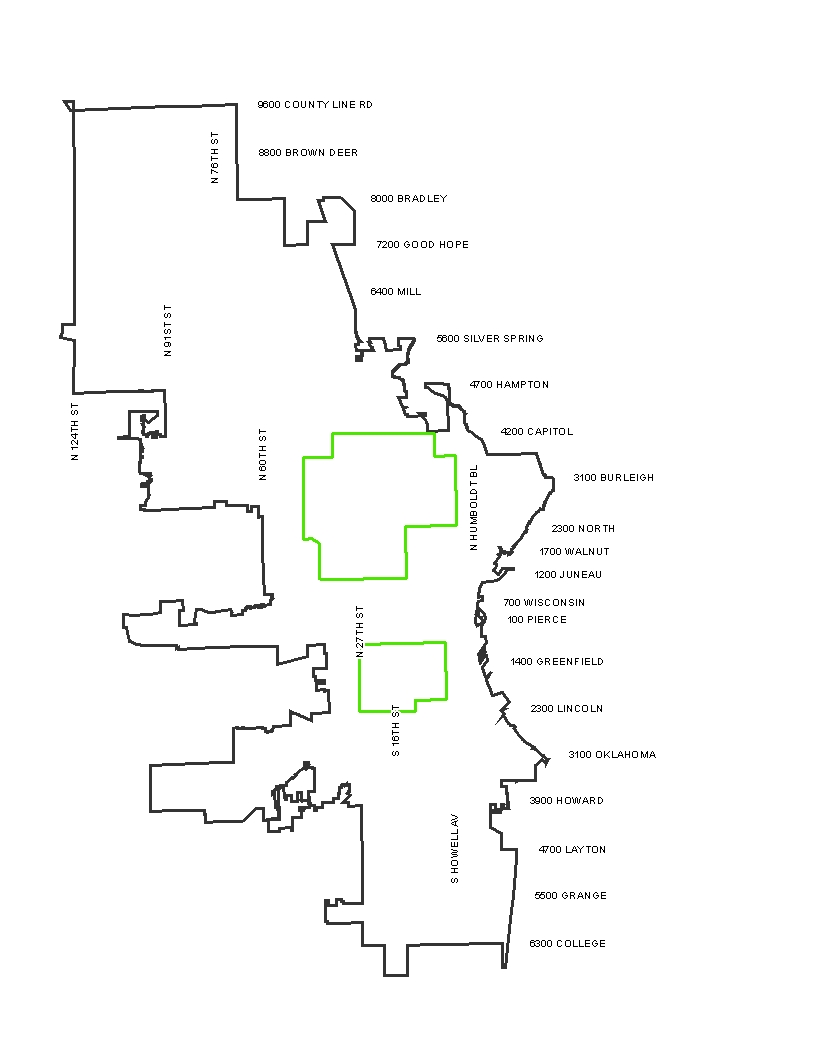 9600 COUNTY LINE RD
N 76TH ST
8800 BROWN DEER
8000 BRADLEY
7200 GOOD HOPE
6400 MILL
N 91ST ST
5600 SILVER SPRING
4700 HAMPTON
N 124TH ST
4200 CAPITOL
N 60TH ST
3100 BURLEIGH
N HUMBOLDT BL
2300 NORTH
1700 WALNUT
1200 JUNEAU
700 WISCONSIN
100 PIERCE
N 27TH ST
1400 GREENFIELD
2300 LINCOLN
S 16TH ST
3100 OKLAHOMA
3900 HOWARD
S HOWELL AV
4700 LAYTON
5500 GRANGE
6300 COLLEGE